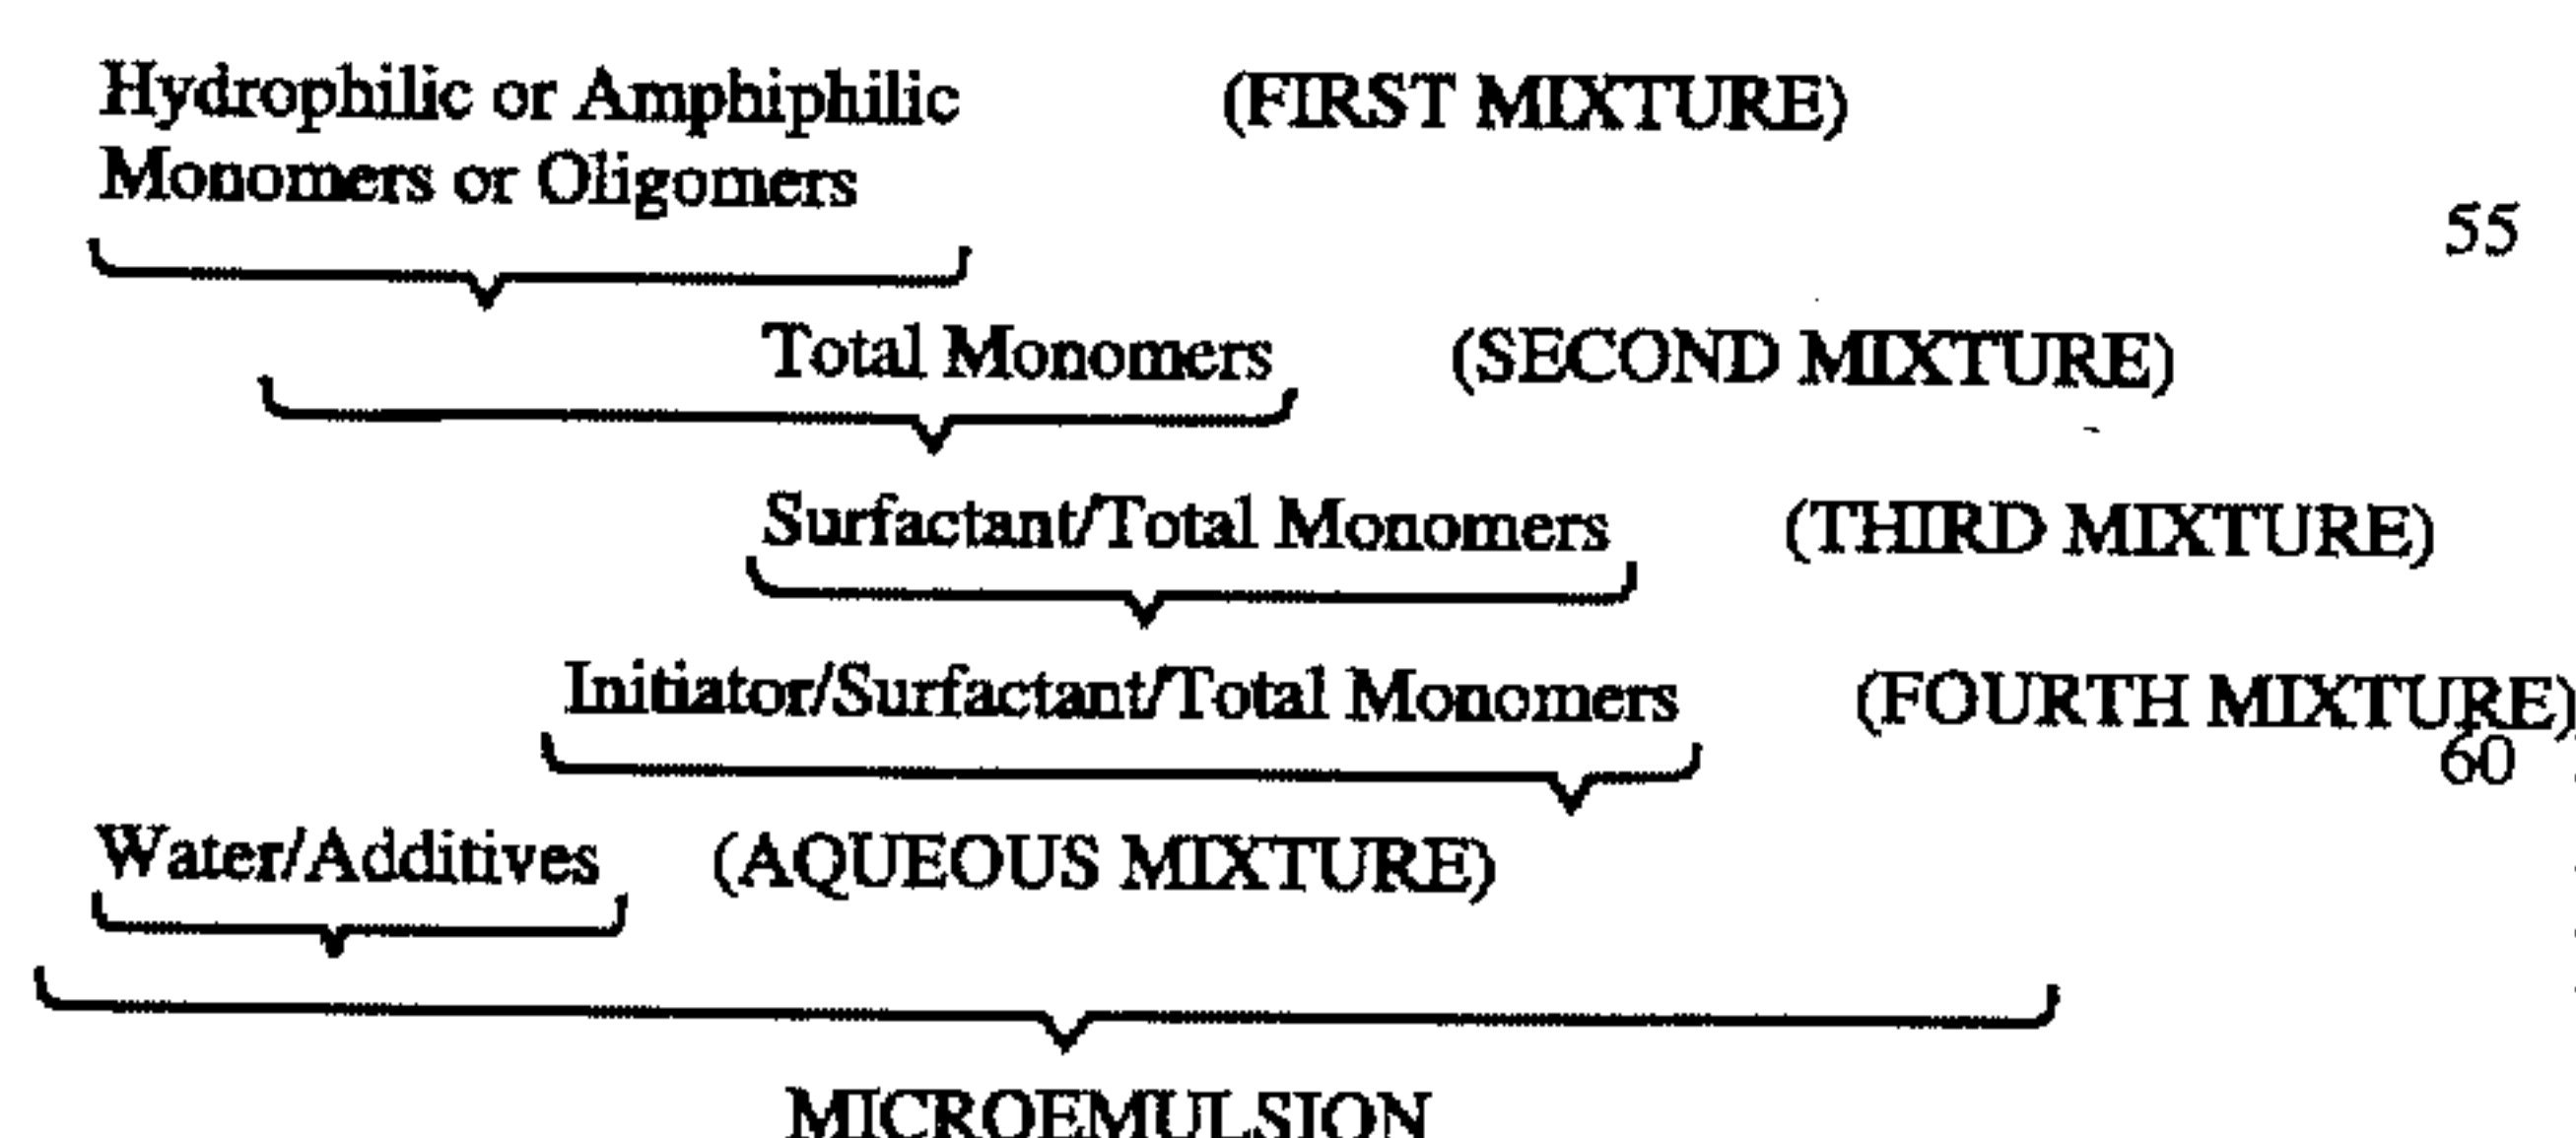 Hydrophilic or Amphiphilic (FIRST MIXTURE)
Monomers or Oligomers
55
Total Monomers (SECOND MIXTURE)
Surfactant/Total Monomers (THIRD MIXTURE)
Initiator/Surfactant/Total Monomers (FOURTH MIXTURE)
60
Water/Additives (AQUEOUS MIXTURE)
MICROEMULSION